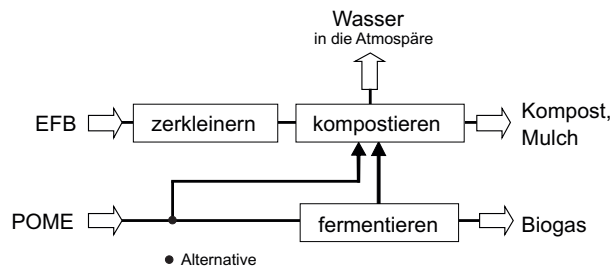 Wasser
in die Atmospäre
EFB
zerkleinern
kompostieren
Kompost,
Mulch
POME
fermentieren
Biogas
Alternative